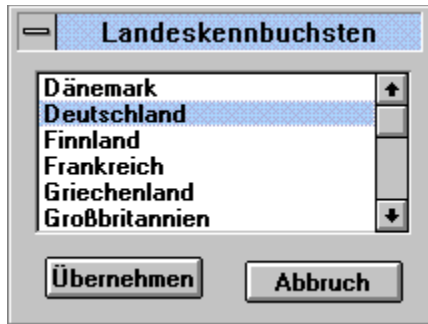 Landeskennbuchsten
Dänemark
Deutschland
Finnland
Frankreich
Griechenland
Großbritannien
Übernehmen
Abbruch